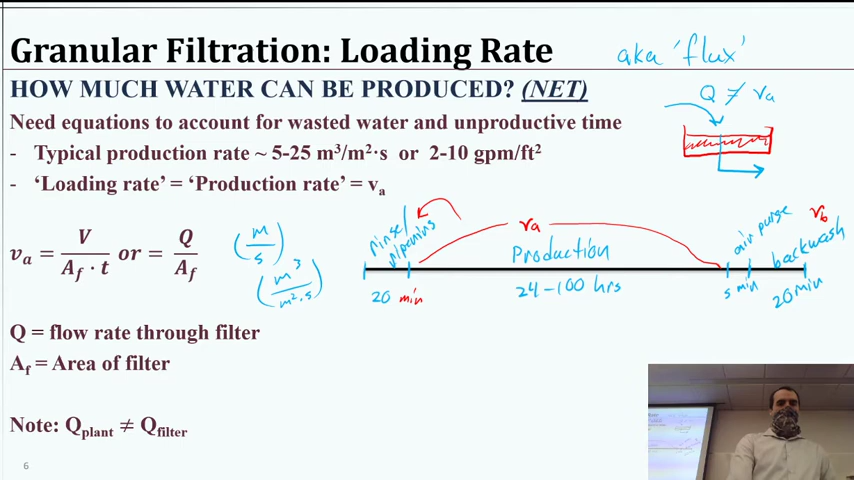 Granular Filtration: Loading Rate
aka 'flux'
HOW MUCH WATER CAN BE PRODUCED? (NET)
Q ≠ va
Need equations to account for wasted water and unproductive time
- Typical production rate ~ 5-25 m³/m²·s or 2-10 gpm/ft²
- 'Loading rate' = 'Production rate' = va
va = V / (Af · t) or = Q / Af
(m/s)
(m³/m²·s)
rinse/
ripening
va
Production
air purge
vb
backwash
20 min
24-100 hrs
5 min
20 min
Q = flow rate through filter
Af = Area of filter
Note: Qplant ≠ Qfilter
6